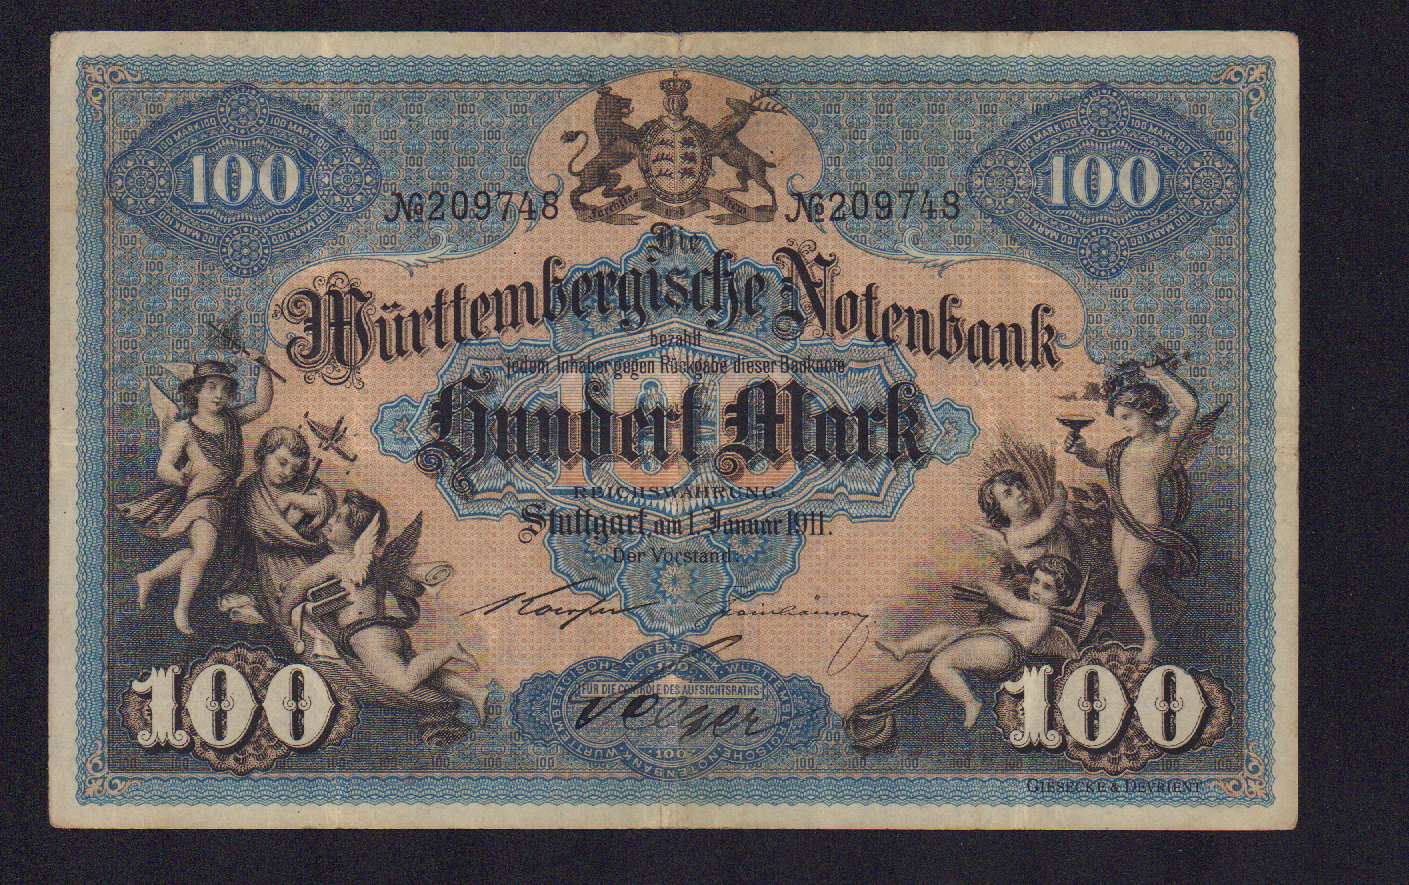 100
100
№209748
№209748
Die
Württembergische Notenbank
bezahlt
jedem Inhaber gegen Rückgabe dieser Banknote
Hundert Mark
REICHSWÄHRUNG.
Stuttgart am 1. Januar 1911.
Der Vorstand.
FÜR DIE CONTROLE DES AUFSICHTSRATHS
100
100
100
GIESECKE & DEVRIENT